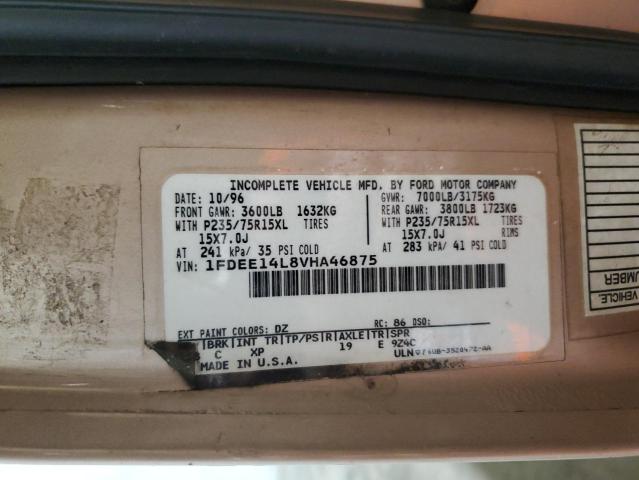 INCOMPLETE VEHICLE MFD. BY FORD MOTOR COMPANY
DATE: 10/96 GVWR: 7000LB/3175KG
FRONT GAWR: 3600LB 1632KG REAR GAWR: 3800LB 1723KG
WITH P235/75R15XL TIRES WITH P235/75R15XL TIRES
15X7.0J 15X7.0J RIMS
AT 241 kPa/ 35 PSI COLD AT 283 kPa/ 41 PSI COLD
VIN: 1FDEE14L8VHA46875
EXT PAINT COLORS: DZ RC: 86 DSO:
BRK INT TR TP/PS R AXLE TR SPR
C XP 19 E 9Z4C
MADE IN U.S.A. ULN
VEHICLE.
UMBER